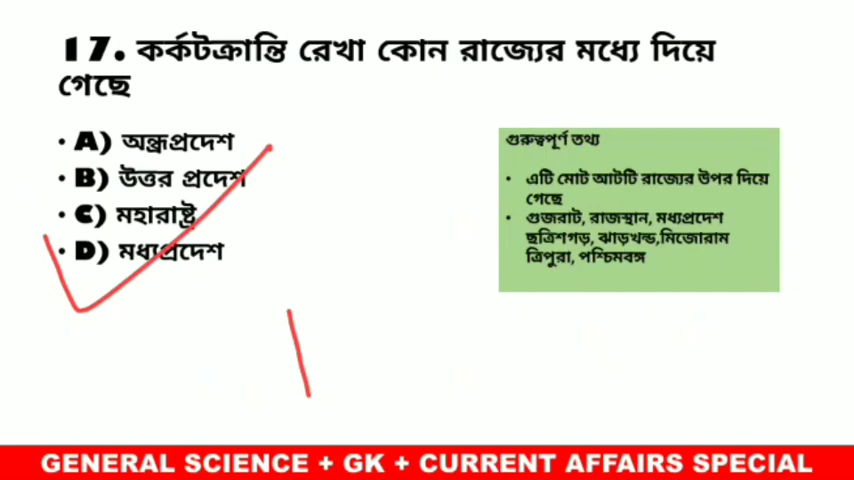 17. কর্কটক্রান্তি রেখা কোন রাজ্যের মধ্যে দিয়ে
গেছে
• A) অন্ধ্রপ্রদেশ
• B) উত্তর প্রদেশ
• C) মহারাষ্ট্র
• D) মধ্যপ্রদেশ
গুরুত্বপূর্ণ তথ্য
• এটি মোট আটটি রাজ্যের উপর দিয়ে
গেছে
• গুজরাট, রাজস্থান, মধ্যপ্রদেশ
ছত্রিশগড়, ঝাড়খন্ড,মিজোরাম
ত্রিপুরা, পশ্চিমবঙ্গ
GENERAL SCIENCE + GK + CURRENT AFFAIRS SPECIAL